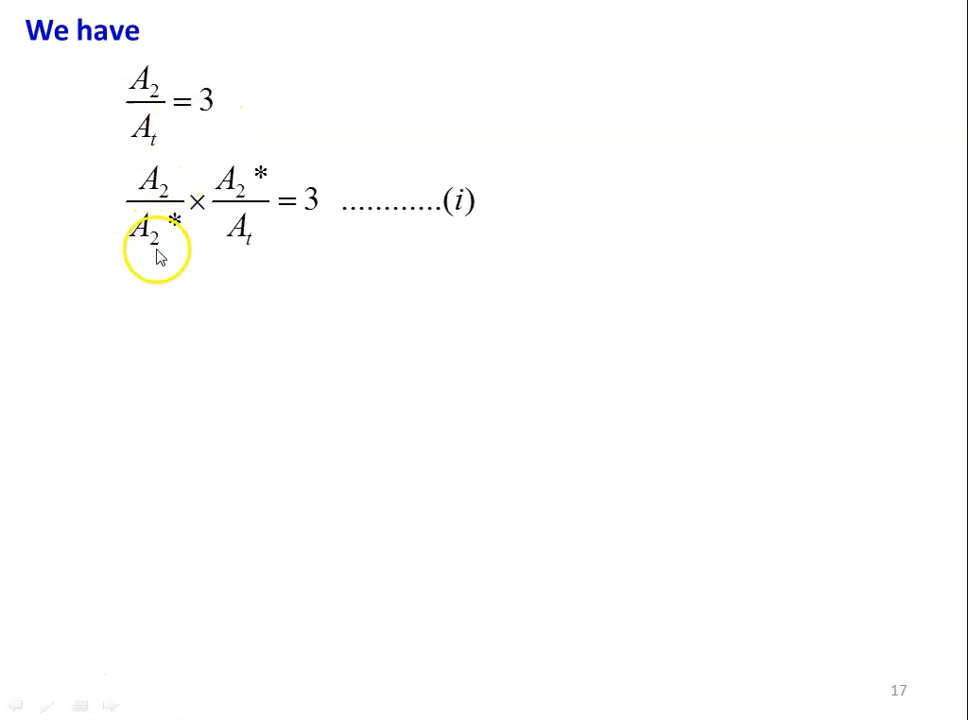 We have
A₂/Aₜ = 3
A₂/A₂* × A₂*/Aₜ = 3 ............(i)
17